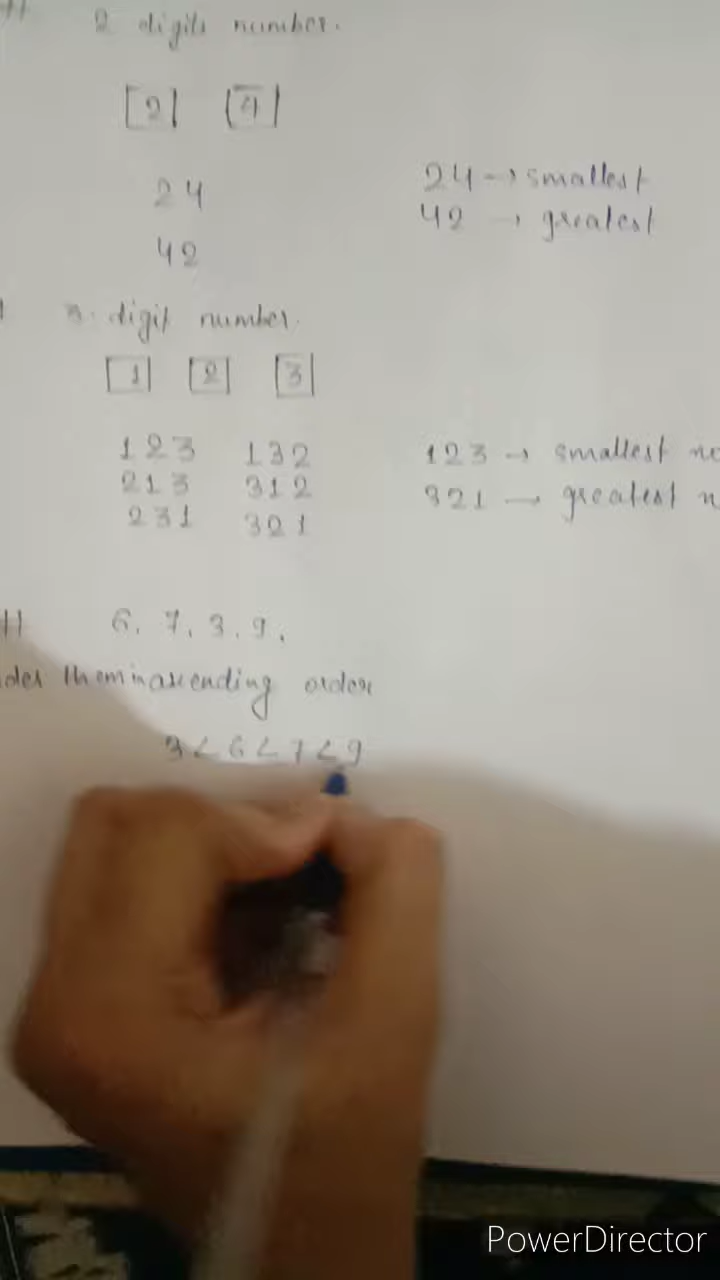 2 digits number.
2 4
24
42
24 → smallest
42 → greatest
3. digit number.
1 2 3
123 132
213 312
231 321
123 → smallest no
321 → greatest n
6, 7, 3, 9,
them in ascending order
3 < 6 < 7 < 9
PowerDirector